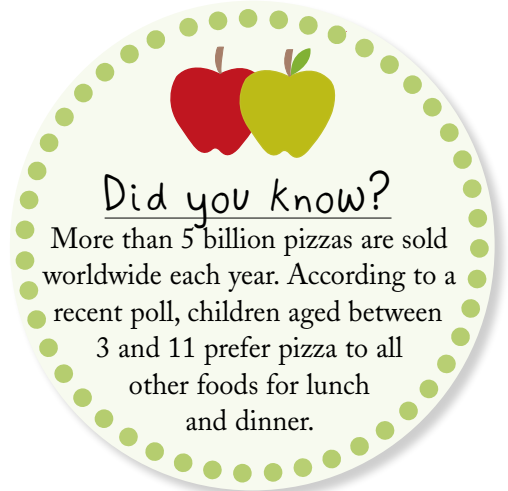 Did you know?
More than 5 billion pizzas are sold
worldwide each year. According to a
recent poll, children aged between
3 and 11 prefer pizza to all
other foods for lunch
and dinner.